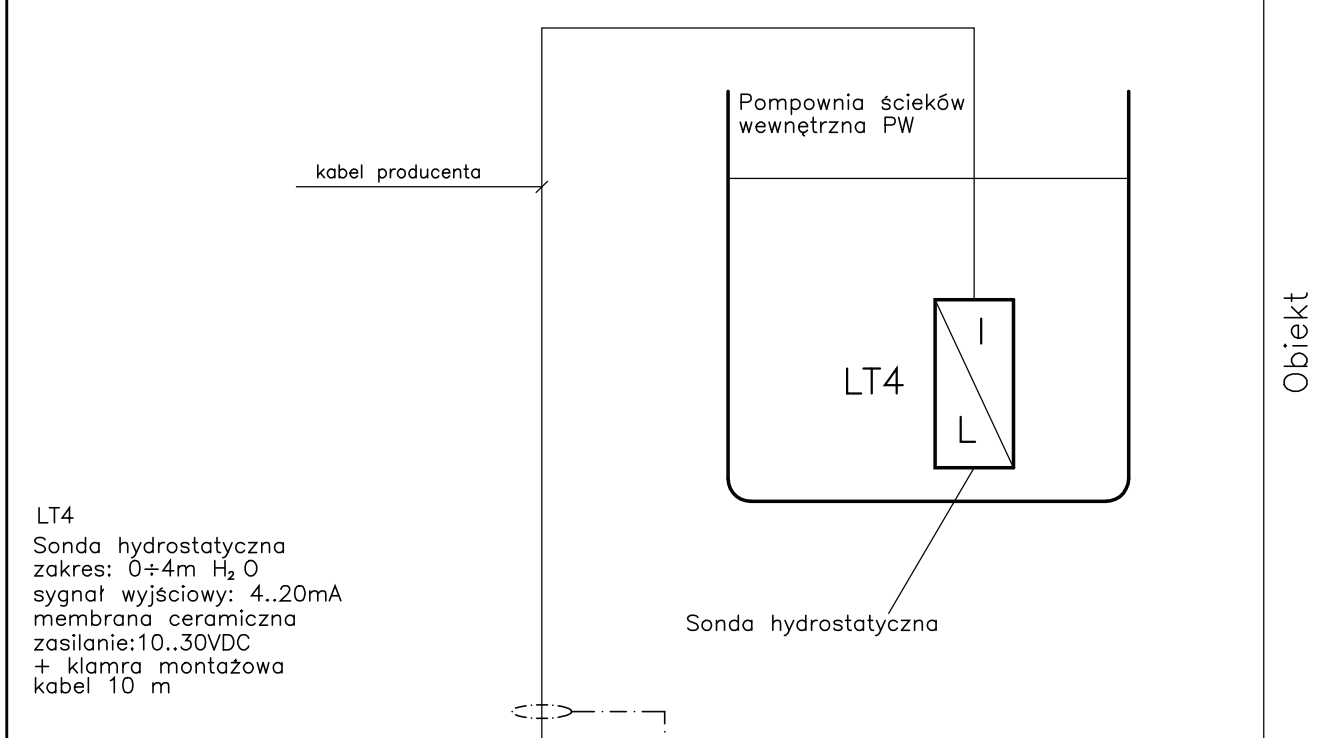 Pompownia ścieków
wewnętrzna PW
kabel producenta
Obiekt
I
LT4
L
LT4
Sonda hydrostatyczna
zakres: 0÷4m H₂ O
sygnał wyjściowy: 4..20mA
membrana ceramiczna
zasilanie:10..30VDC
+ klamra montażowa
kabel 10 m
Sonda hydrostatyczna